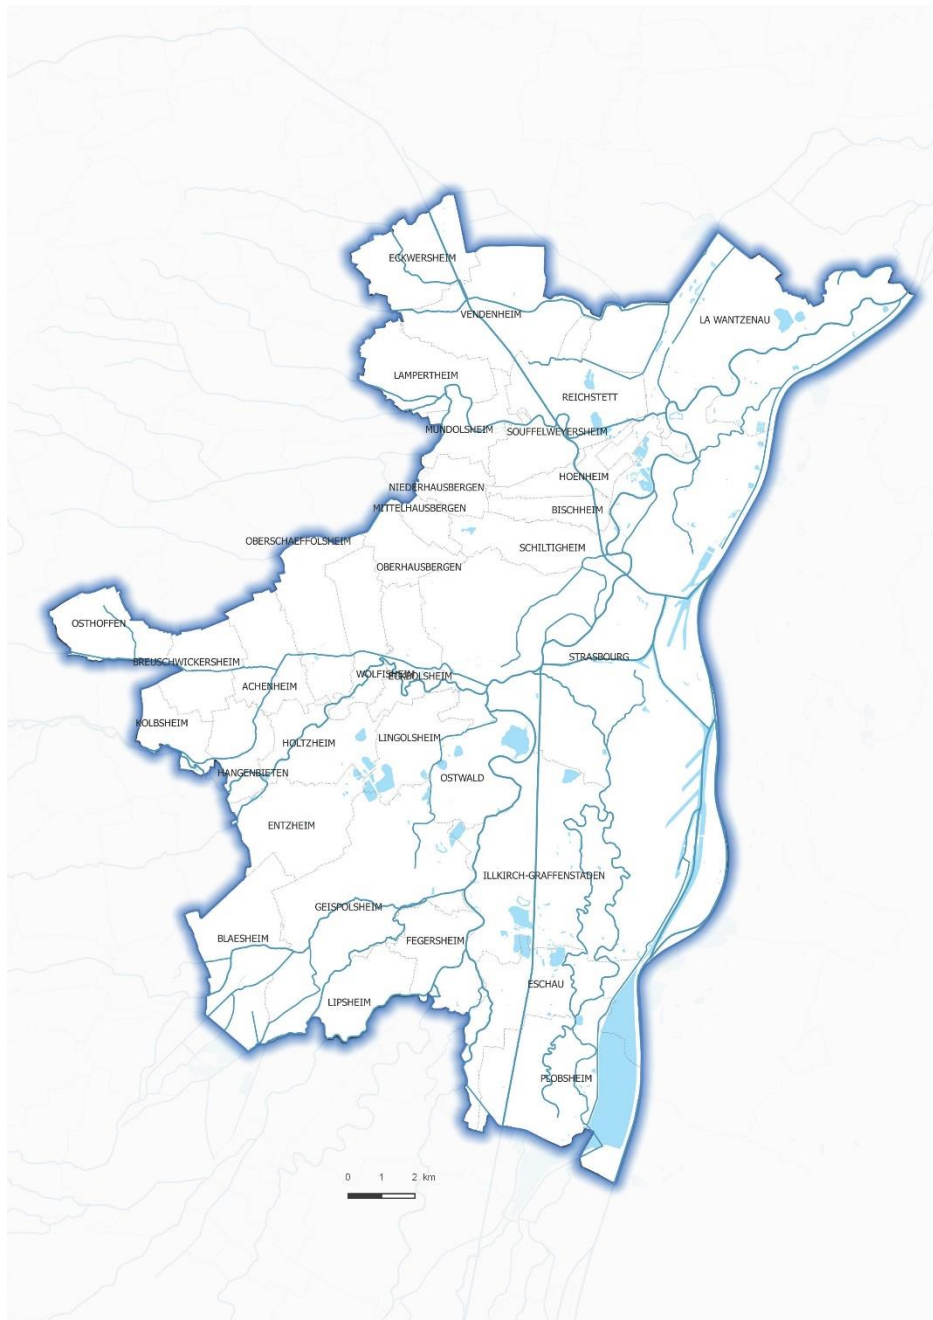 ECKWERSHEIM
VENDENHEIM
LA WANTZENAU
LAMPERTHEIM
REICHSTETT
MUNDOLSHEIM
SOUFFELWEYERSHEIM
HOENHEIM
NIEDERHAUSBERGEN
MITTELHAUSBERGEN
BISCHHEIM
OBERSCHAEFFOLSHEIM
SCHILTIGHEIM
OBERHAUSBERGEN
OSTHOFFEN
STRASBOURG
BREUSCHWICKERSHEIM
WOLFISHEIM
ECKBOLSHEIM
ACHENHEIM
KOLBSHEIM
LINGOLSHEIM
HOLTZHEIM
HANGENBIETEN
OSTWALD
ENTZHEIM
ILLKIRCH-GRAFFENSTADEN
GEISPOLSHEIM
BLAESHEIM
FEGERSHEIM
ESCHAU
LIPSHEIM
PLOBSHEIM
0 1 2 km